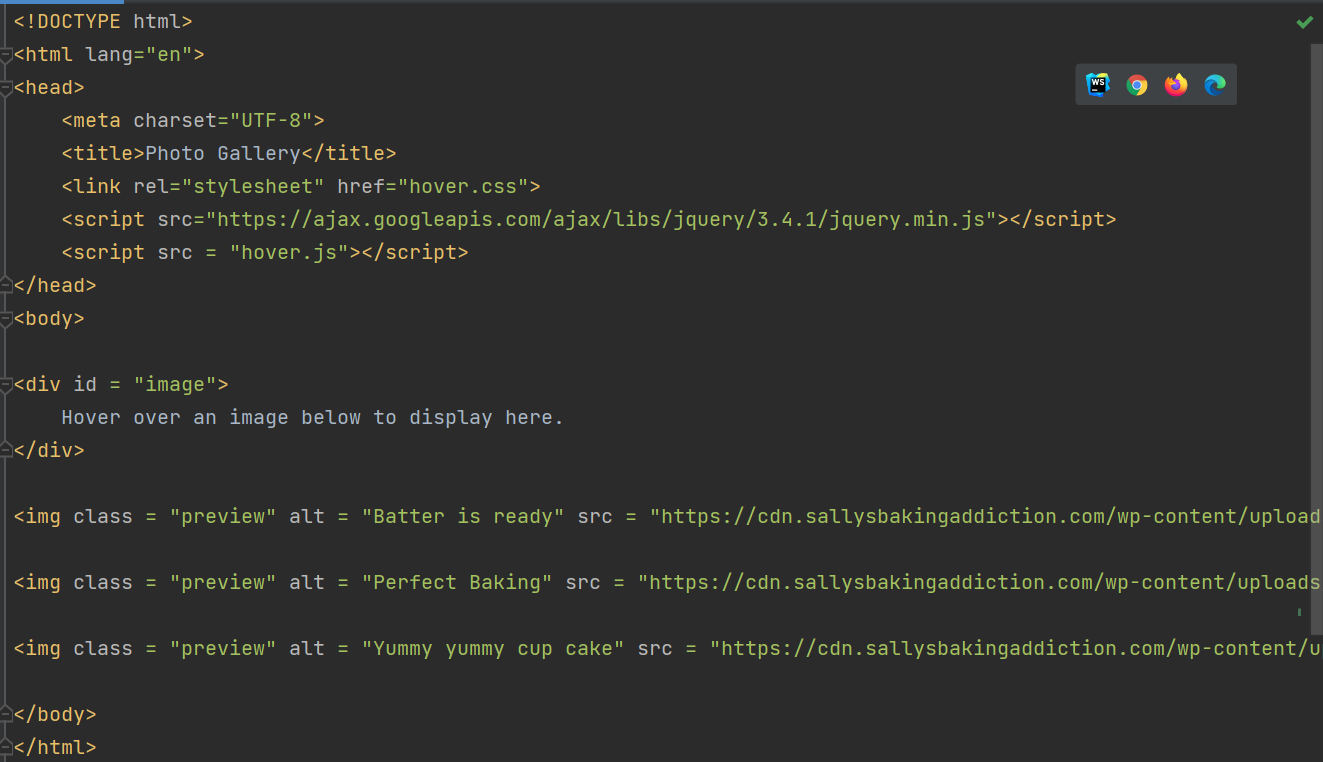 <!DOCTYPE html>
<html lang="en">
<head>
    <meta charset="UTF-8">
    <title>Photo Gallery</title>
    <link rel="stylesheet" href="hover.css">
    <script src="https://ajax.googleapis.com/ajax/libs/jquery/3.4.1/jquery.min.js"></script>
    <script src = "hover.js"></script>
</head>
<body>
<div id = "image">
    Hover over an image below to display here.
</div>
<img class = "preview" alt = "Batter is ready" src = "https://cdn.sallysbakingaddiction.com/wp-content/upload
<img class = "preview" alt = "Perfect Baking" src = "https://cdn.sallysbakingaddiction.com/wp-content/uploads
<img class = "preview" alt = "Yummy yummy cup cake" src = "https://cdn.sallysbakingaddiction.com/wp-content/u
</body>
</html>
WS